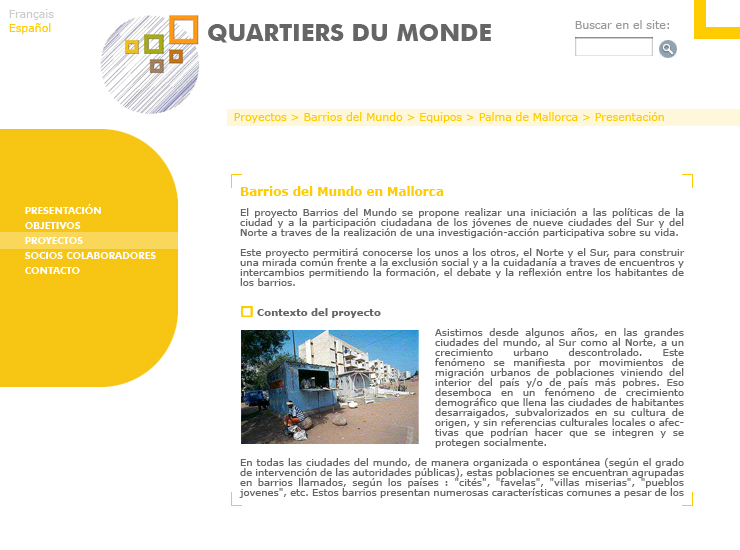 Français
Español
QUARTIERS DU MONDE
Buscar en el site:
Proyectos > Barrios del Mundo > Equipos > Palma de Mallorca > Presentación
PRESENTACIÓN
OBJETIVOS
PROYECTOS
SOCIOS COLABORADORES
CONTACTO
Barrios del Mundo en Mallorca
El proyecto Barrios del Mundo se propone realizar una iniciación a las políticas de la
ciudad y a la participación ciudadana de los jóvenes de nueve ciudades del Sur y del
Norte a traves de la realización de una investigación-acción participativa sobre su vida.
Este proyecto permitirá conocerse los unos a los otros, el Norte y el Sur, para construir
una mirada común frente a la exclusión social y a la cuidadanía a traves de encuentros y
intercambios permitiendo la formación, el debate y la reflexión entre los habitantes de
los barrios.
Contexto del proyecto
Asistimos desde algunos años, en las grandes
ciudades del mundo, al Sur como al Norte, a un
crecimiento urbano descontrolado. Este
fenómeno se manifiesta por movimientos de
migración urbanos de poblaciones viniendo del
interior del país y/o de país más pobres. Eso
desemboca en un fenómeno de crecimiento
demográfico que llena las ciudades de habitantes
desarraigados, subvalorizados en su cultura de
origen, y sin referencias culturales locales o afec-
tivas que podrían hacer que se integren y se
protegen socialmente.
En todas las ciudades del mundo, de manera organizada o espontánea (según el grado
de intervención de las autoridades públicas), estas poblaciones se encuentran agrupadas
en barrios llamados, según los países : "cités", "favelas", "villas miserias", "pueblos
jovenes", etc. Estos barrios presentan numerosas características comunes a pesar de los